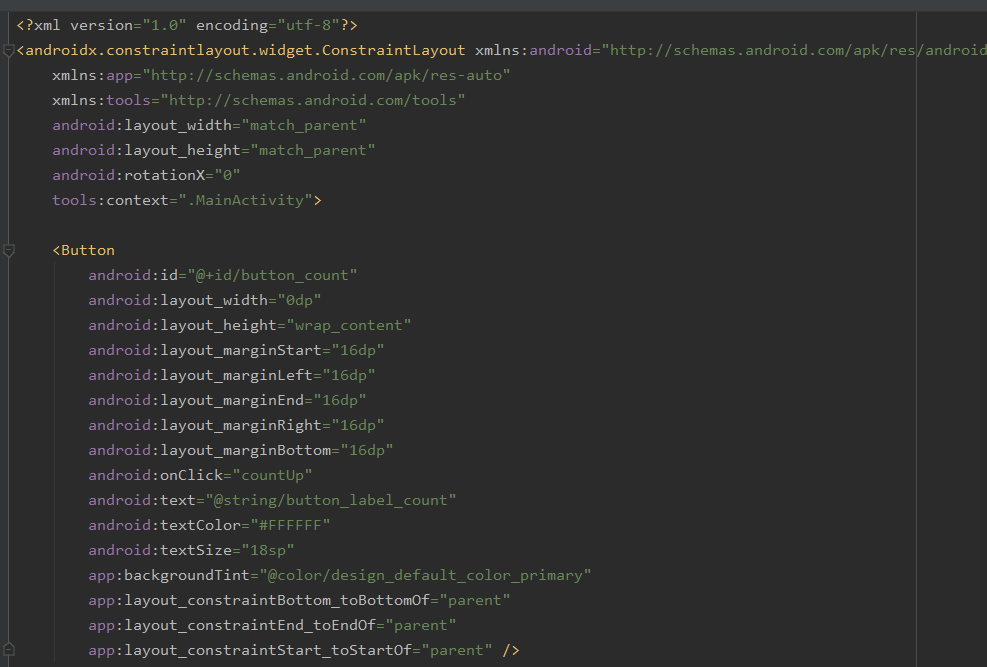 <?xml version="1.0" encoding="utf-8"?>
<androidx.constraintlayout.widget.ConstraintLayout xmlns:android="http://schemas.android.com/apk/res/android
    xmlns:app="http://schemas.android.com/apk/res-auto"
    xmlns:tools="http://schemas.android.com/tools"
    android:layout_width="match_parent"
    android:layout_height="match_parent"
    android:rotationX="0"
    tools:context=".MainActivity">

    <Button
        android:id="@+id/button_count"
        android:layout_width="0dp"
        android:layout_height="wrap_content"
        android:layout_marginStart="16dp"
        android:layout_marginLeft="16dp"
        android:layout_marginEnd="16dp"
        android:layout_marginRight="16dp"
        android:layout_marginBottom="16dp"
        android:onClick="countUp"
        android:text="@string/button_label_count"
        android:textColor="#FFFFFF"
        android:textSize="18sp"
        app:backgroundTint="@color/design_default_color_primary"
        app:layout_constraintBottom_toBottomOf="parent"
        app:layout_constraintEnd_toEndOf="parent"
        app:layout_constraintStart_toStartOf="parent" />